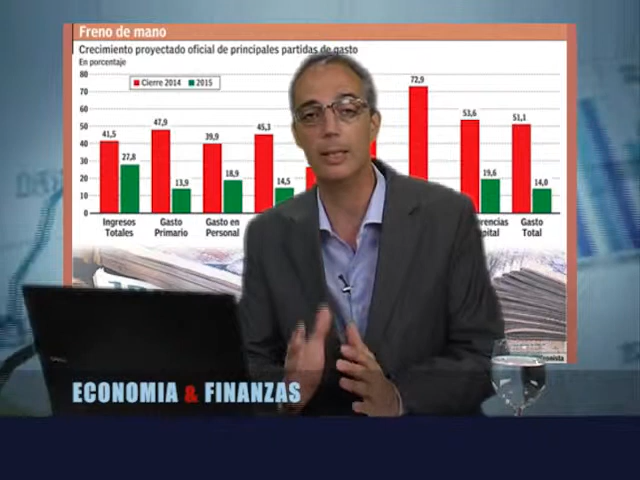 Freno de mano
Crecimiento proyectado oficial de principales partidas de gasto
En porcentaje
Cierre 2014 2015
80
70
60
50
40
30
20
10
0
41,5 27,8 47,9 13,9 39,9 18,9 45,3 14,5 72,9 53,6 19,6 51,1 14,0
Ingresos Totales
Gasto Primario
Gasto en Personal
Gasto Total
ECONOMIA & FINANZAS